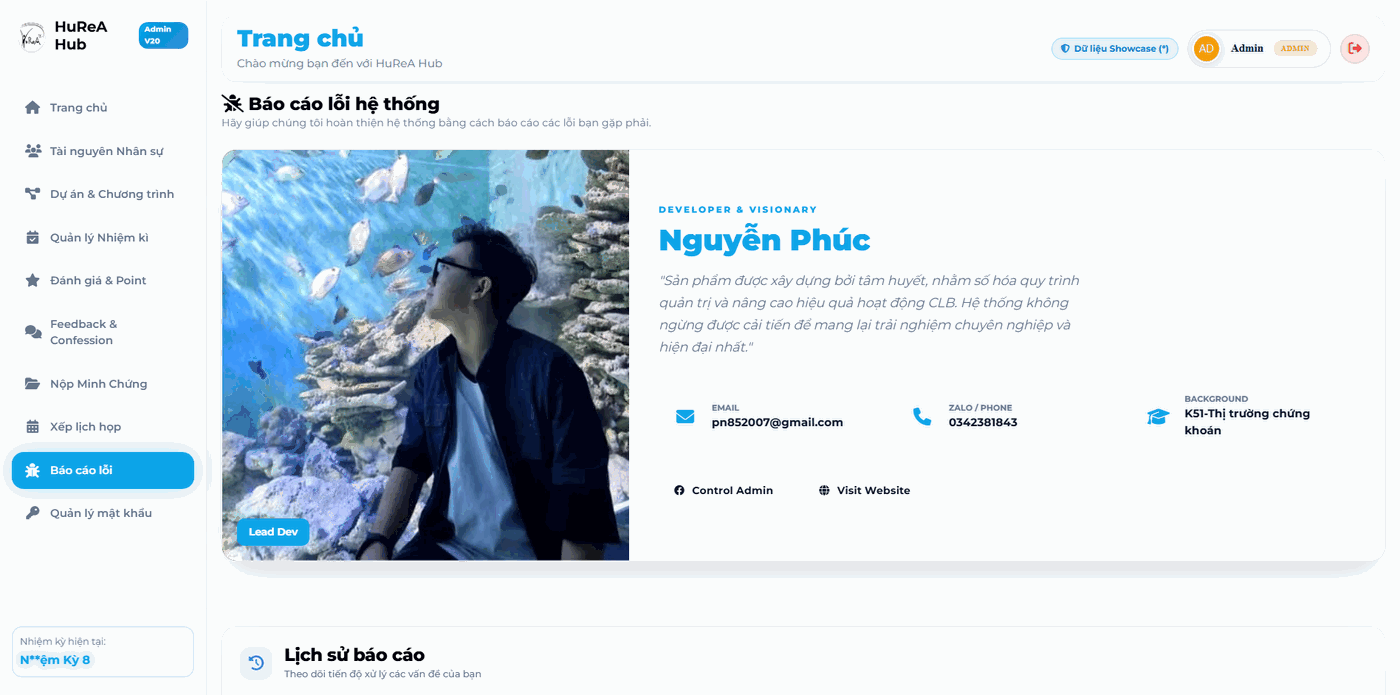 HuReA
Hub
Admin
V20
Trang chủ
Tài nguyên Nhân sự
Dự án & Chương trình
Quản lý Nhiệm kì
Đánh giá & Point
Feedback &
Confession
Nộp Minh Chứng
Xếp lịch họp
Báo cáo lỗi
Quản lý mật khẩu
Nhiệm kỳ hiện tại:
N**ệm Kỳ 8
Trang chủ
Chào mừng bạn đến với HuReA Hub
Dữ liệu Showcase (*)
AD
Admin
ADMIN
Báo cáo lỗi hệ thống
Hãy giúp chúng tôi hoàn thiện hệ thống bằng cách báo cáo các lỗi bạn gặp phải.
Lead Dev
DEVELOPER & VISIONARY
Nguyễn Phúc
"Sản phẩm được xây dựng bởi tâm huyết, nhằm số hóa quy trình
quản trị và nâng cao hiệu quả hoạt động CLB. Hệ thống không
ngừng được cải tiến để mang lại trải nghiệm chuyên nghiệp và
hiện đại nhất."
EMAIL
pn852007@gmail.com
ZALO / PHONE
0342381843
BACKGROUND
K51-Thị trường chứng
khoán
Control Admin
Visit Website
Lịch sử báo cáo
Theo dõi tiến độ xử lý các vấn đề của bạn